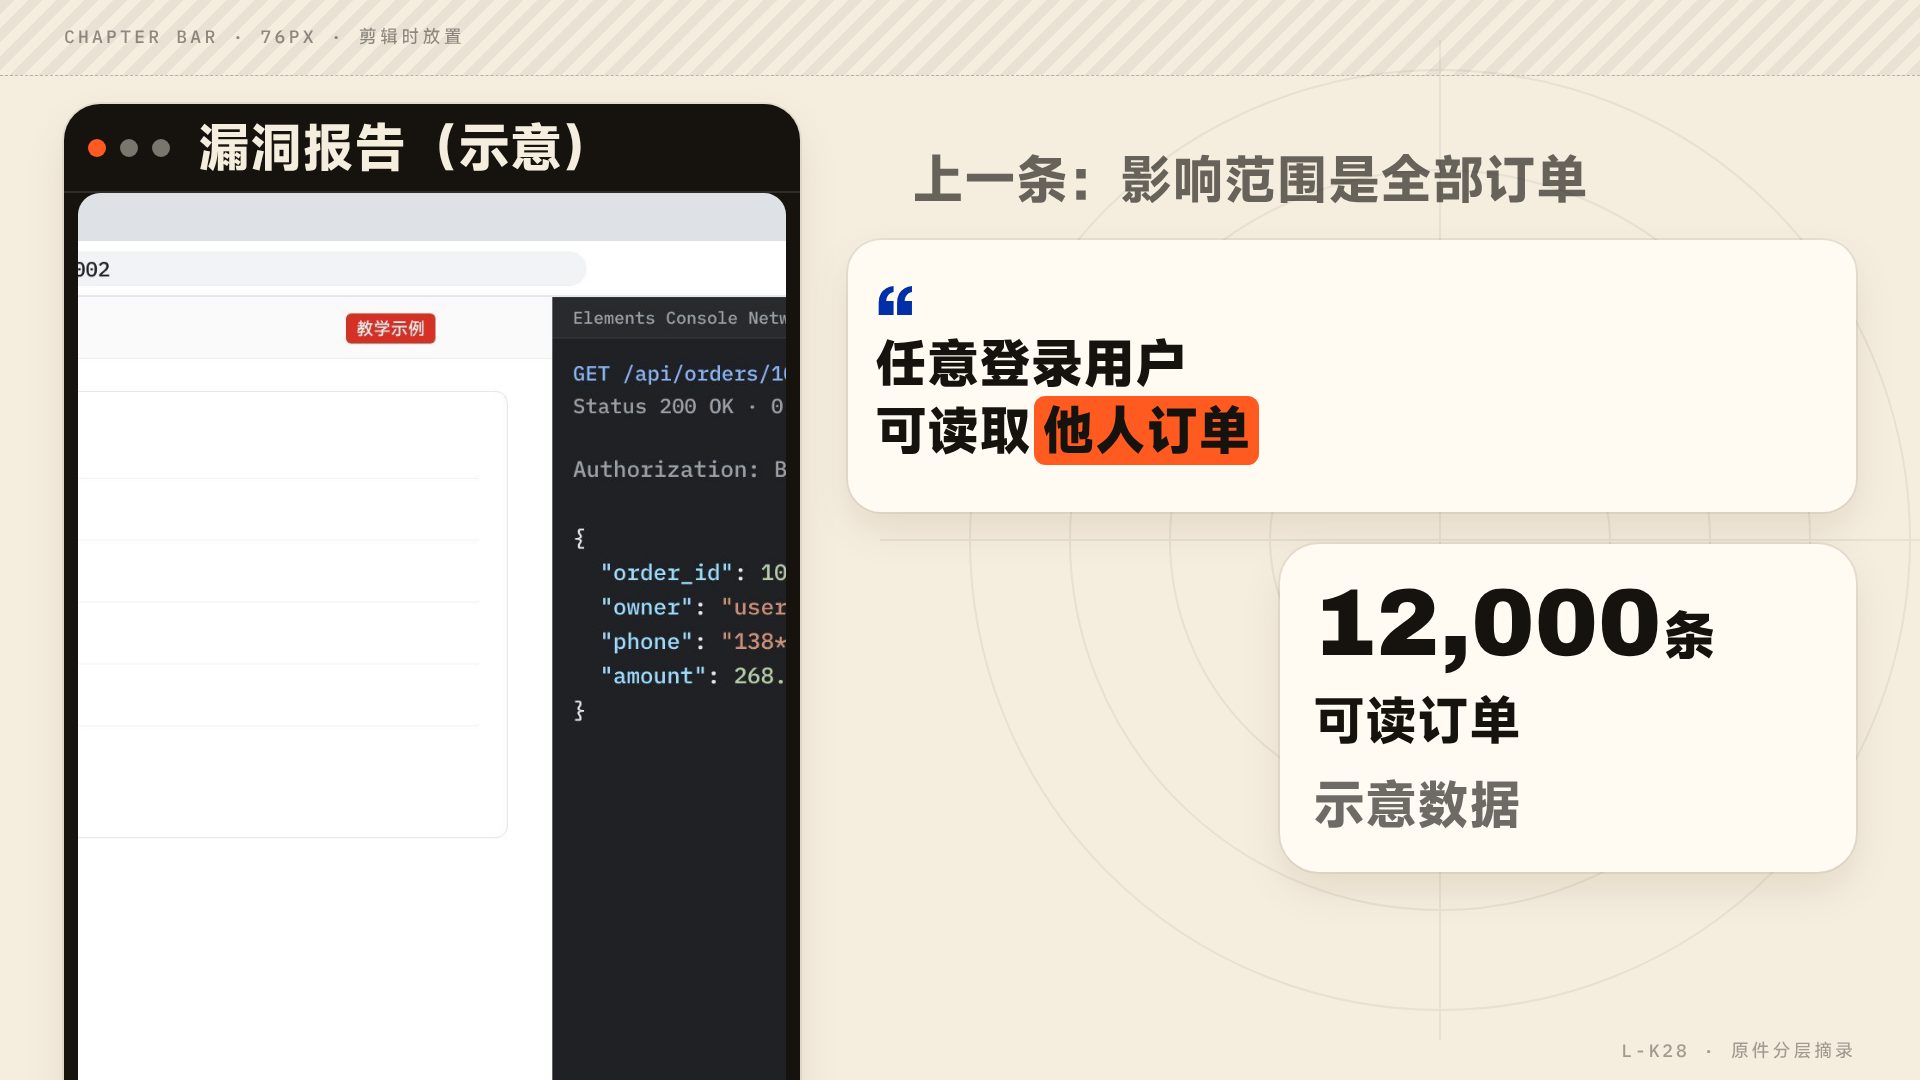 CHAPTER BAR · 76PX · 剪辑时放置
漏洞报告（示意）
002
教学示例
Elements Console Netw
GET /api/orders/10
Status 200 OK · 0
Authorization: B
{
"order_id": 10
"owner": "user
"phone": "138*
"amount": 268.
}
上一条：影响范围是全部订单
“
任意登录用户
可读取他人订单
12,000条
可读订单
示意数据
L-K28 · 原件分层摘录